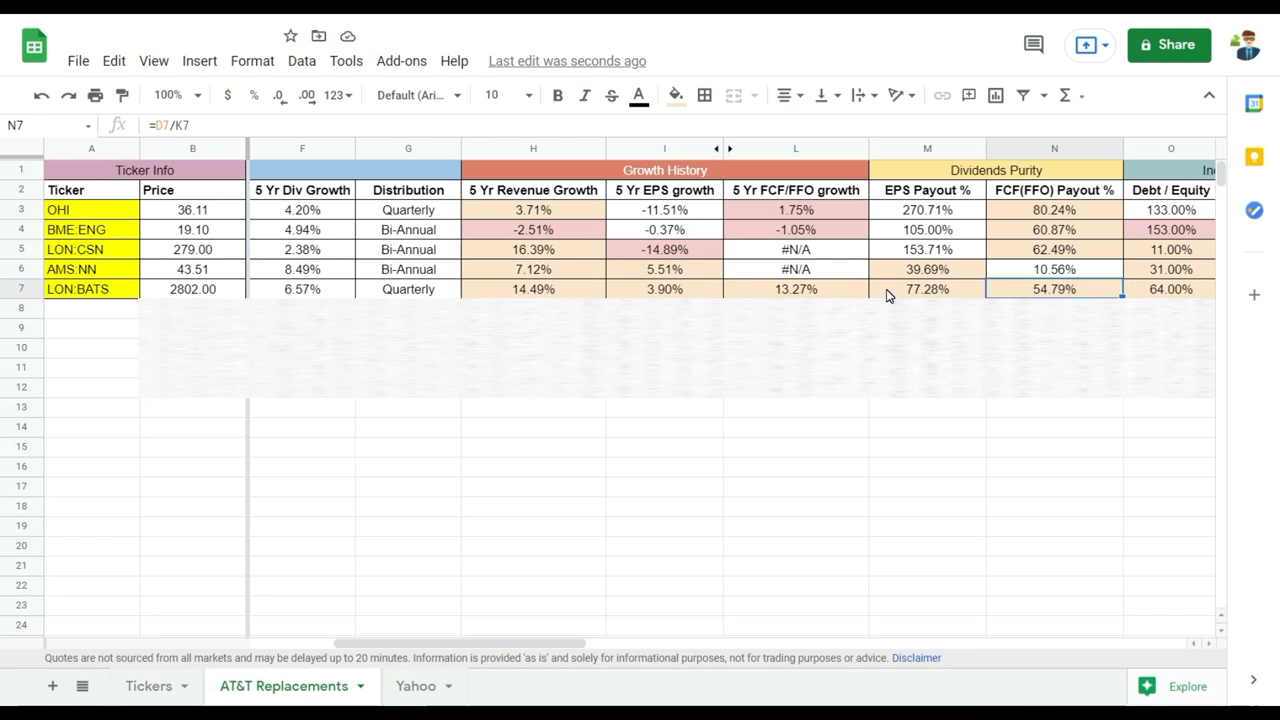 File Edit View Insert Format Data Tools Add-ons Help Last edit was seconds ago
Share
100% $ % .0 .00 123 Default (Ari... 10 B I S A Σ
N7 fx =D7/K7
A B F G H I L M N O
1 Ticker Info Growth History Dividends Purity In
2 Ticker Price 5 Yr Div Growth Distribution 5 Yr Revenue Growth 5 Yr EPS growth 5 Yr FCF/FFO growth EPS Payout % FCF(FFO) Payout % Debt / Equity
3 OHI 36.11 4.20% Quarterly 3.71% -11.51% 1.75% 270.71% 80.24% 133.00%
4 BME:ENG 19.10 4.94% Bi-Annual -2.51% -0.37% -1.05% 105.00% 60.87% 153.00%
5 LON:CSN 279.00 2.38% Bi-Annual 16.39% -14.89% #N/A 153.71% 62.49% 11.00%
6 AMS:NN 43.51 8.49% Bi-Annual 7.12% 5.51% #N/A 39.69% 10.56% 31.00%
7 LON:BATS 2802.00 6.57% Quarterly 14.49% 3.90% 13.27% 77.28% 54.79% 64.00%
8
9
10
11
12
13
14
15
16
17
18
19
20
21
22
23
24
Quotes are not sourced from all markets and may be delayed up to 20 minutes. Information is provided 'as is' and solely for informational purposes, not for trading purposes or advice. Disclaimer
Tickers AT&T Replacements Yahoo Explore